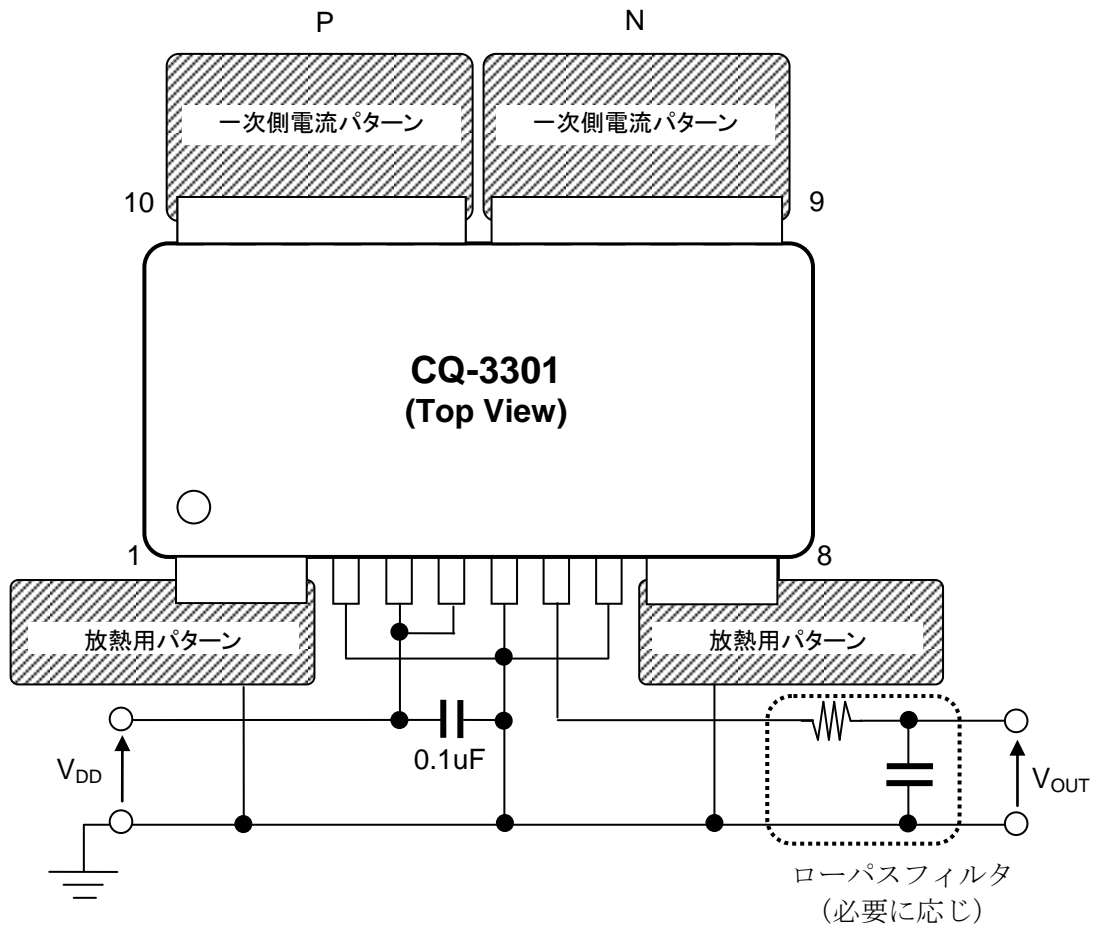 P
N
一次側電流パターン
一次側電流パターン
10
9
CQ-3301
(Top View)
1
8
放熱用パターン
放熱用パターン
0.1uF
VDD
VOUT
ローパスフィルタ
(必要に応じ)